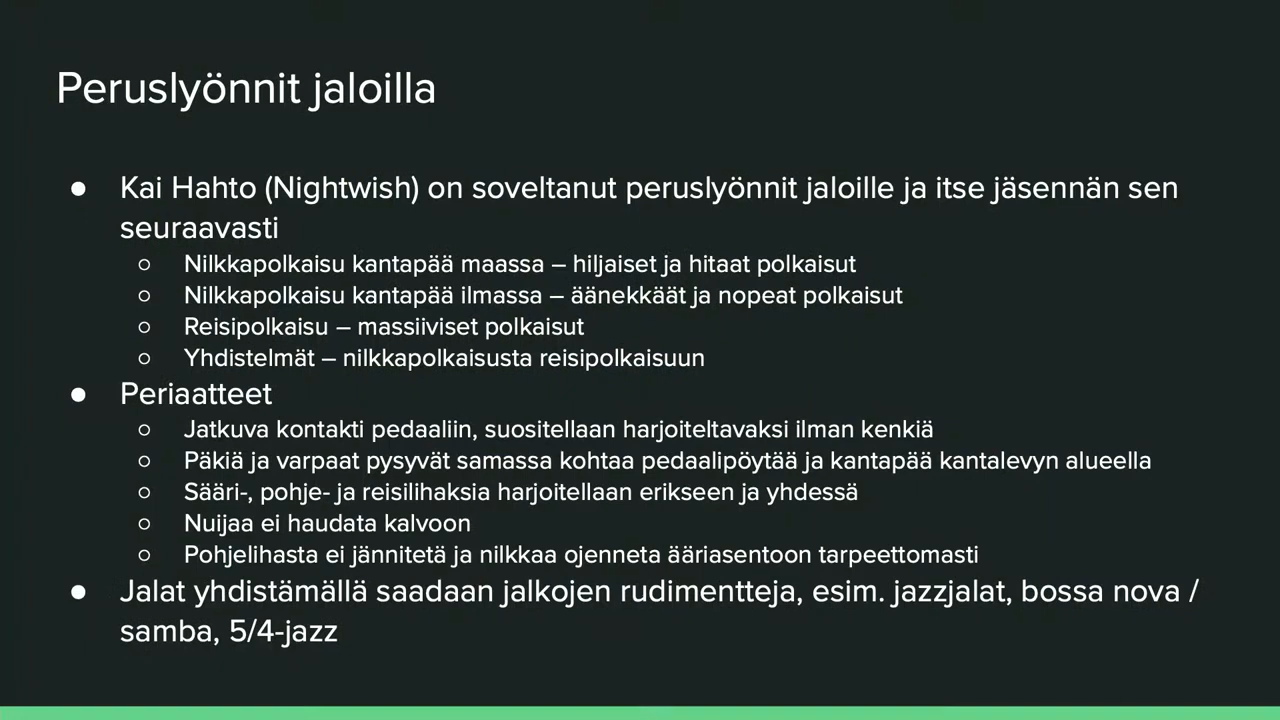 Peruslyönnit jaloilla
● Kai Hahto (Nightwish) on soveltanut peruslyönnit jaloille ja itse jäsennän sen
seuraavasti
○ Nilkkapolkaisu kantapää maassa – hiljaiset ja hitaat polkaisut
○ Nilkkapolkaisu kantapää ilmassa – äänekkäät ja nopeat polkaisut
○ Reisipolkaisu – massiiviset polkaisut
○ Yhdistelmät – nilkkapolkaisusta reisipolkaisuun
● Periaatteet
○ Jatkuva kontakti pedaaliin, suositellaan harjoiteltavaksi ilman kenkiä
○ Päkiä ja varpaat pysyvät samassa kohtaa pedaalipöytää ja kantapää kantalevyn alueella
○ Sääri-, pohje- ja reisilihaksia harjoitellaan erikseen ja yhdessä
○ Nuijaa ei haudata kalvoon
○ Pohjelihasta ei jännitetä ja nilkkaa ojenneta ääriasentoon tarpeettomasti
● Jalat yhdistämällä saadaan jalkojen rudimentteja, esim. jazzjalat, bossa nova /
samba, 5/4-jazz